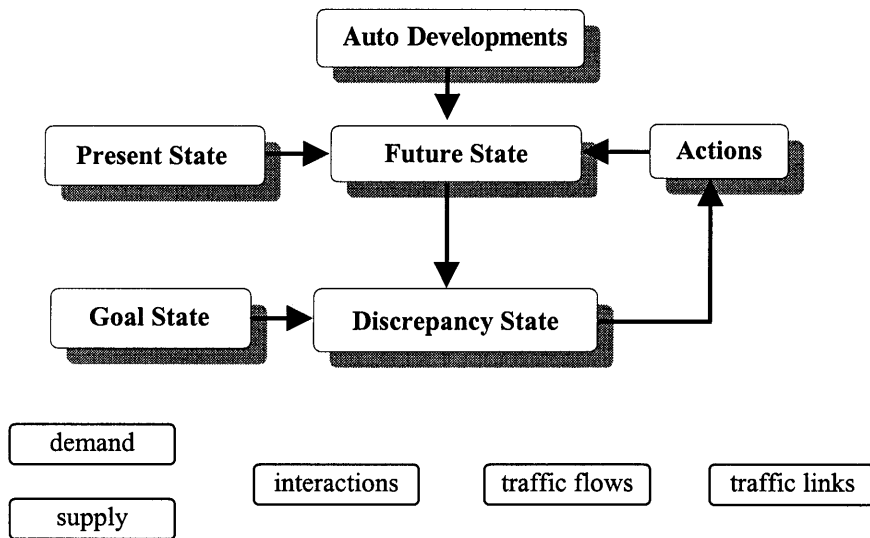 Auto Developments
Present State
Future State
Actions
Goal State
Discrepancy State
demand
interactions
traffic flows
traffic links
supply